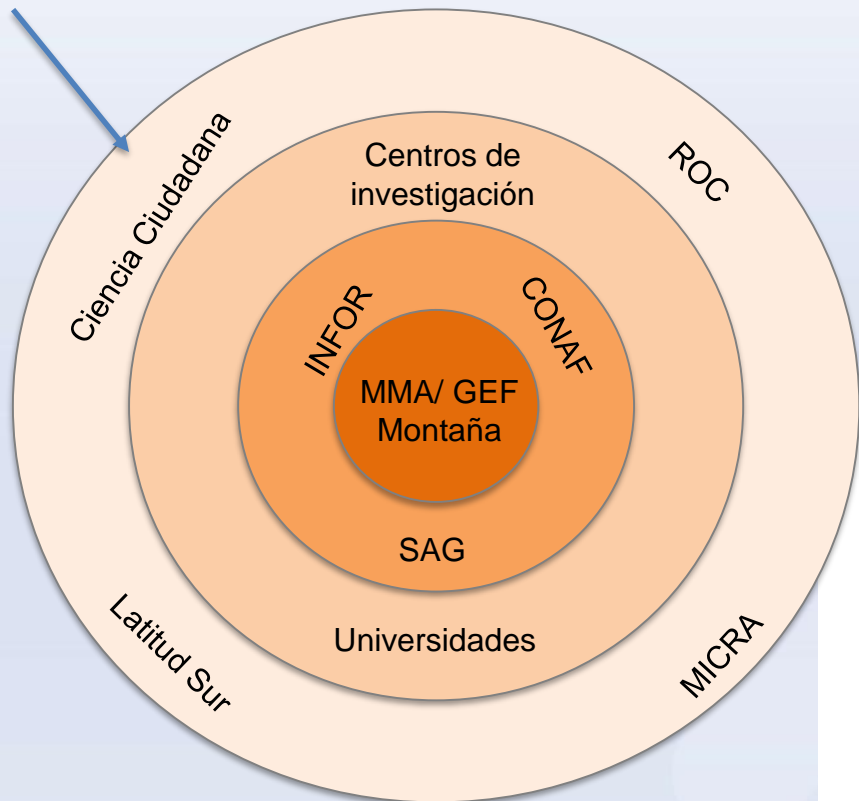 Ciencia Ciudadana
ROC
Centros de
investigación
INFOR
CONAF
MMA/ GEF
Montaña
SAG
Universidades
Latitud Sur
MICRA